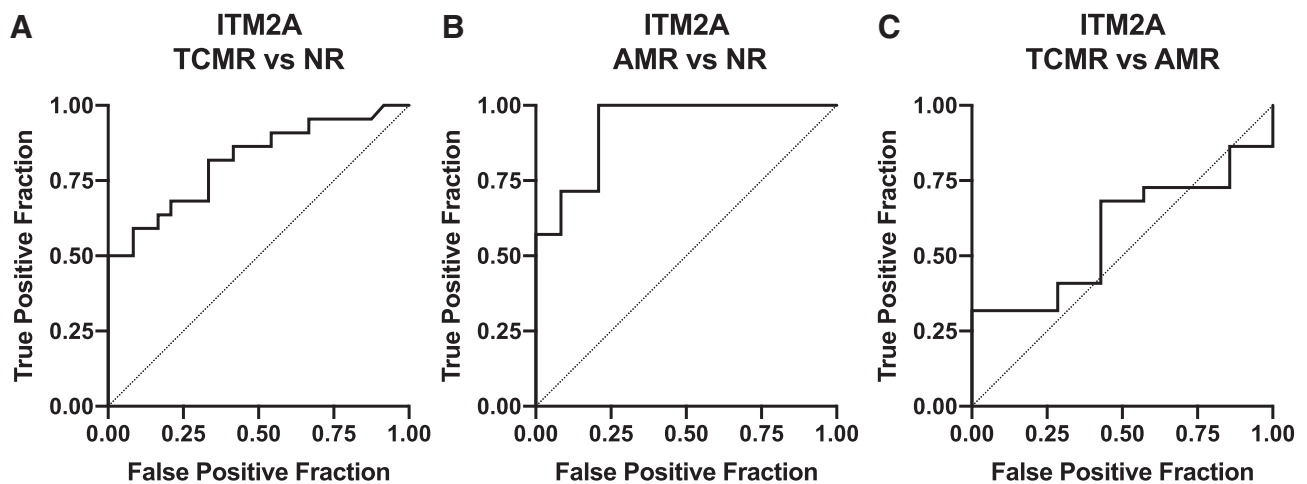 A
ITM2A
TCMR vs NR
True Positive Fraction
1.00
0.75
0.50
0.25
0.00
0.00 0.25 0.50 0.75 1.00
False Positive Fraction
B
ITM2A
AMR vs NR
True Positive Fraction
1.00
0.75
0.50
0.25
0.00
0.00 0.25 0.50 0.75 1.00
False Positive Fraction
C
ITM2A
TCMR vs AMR
True Positive Fraction
1.00
0.75
0.50
0.25
0.00
0.00 0.25 0.50 0.75 1.00
False Positive Fraction